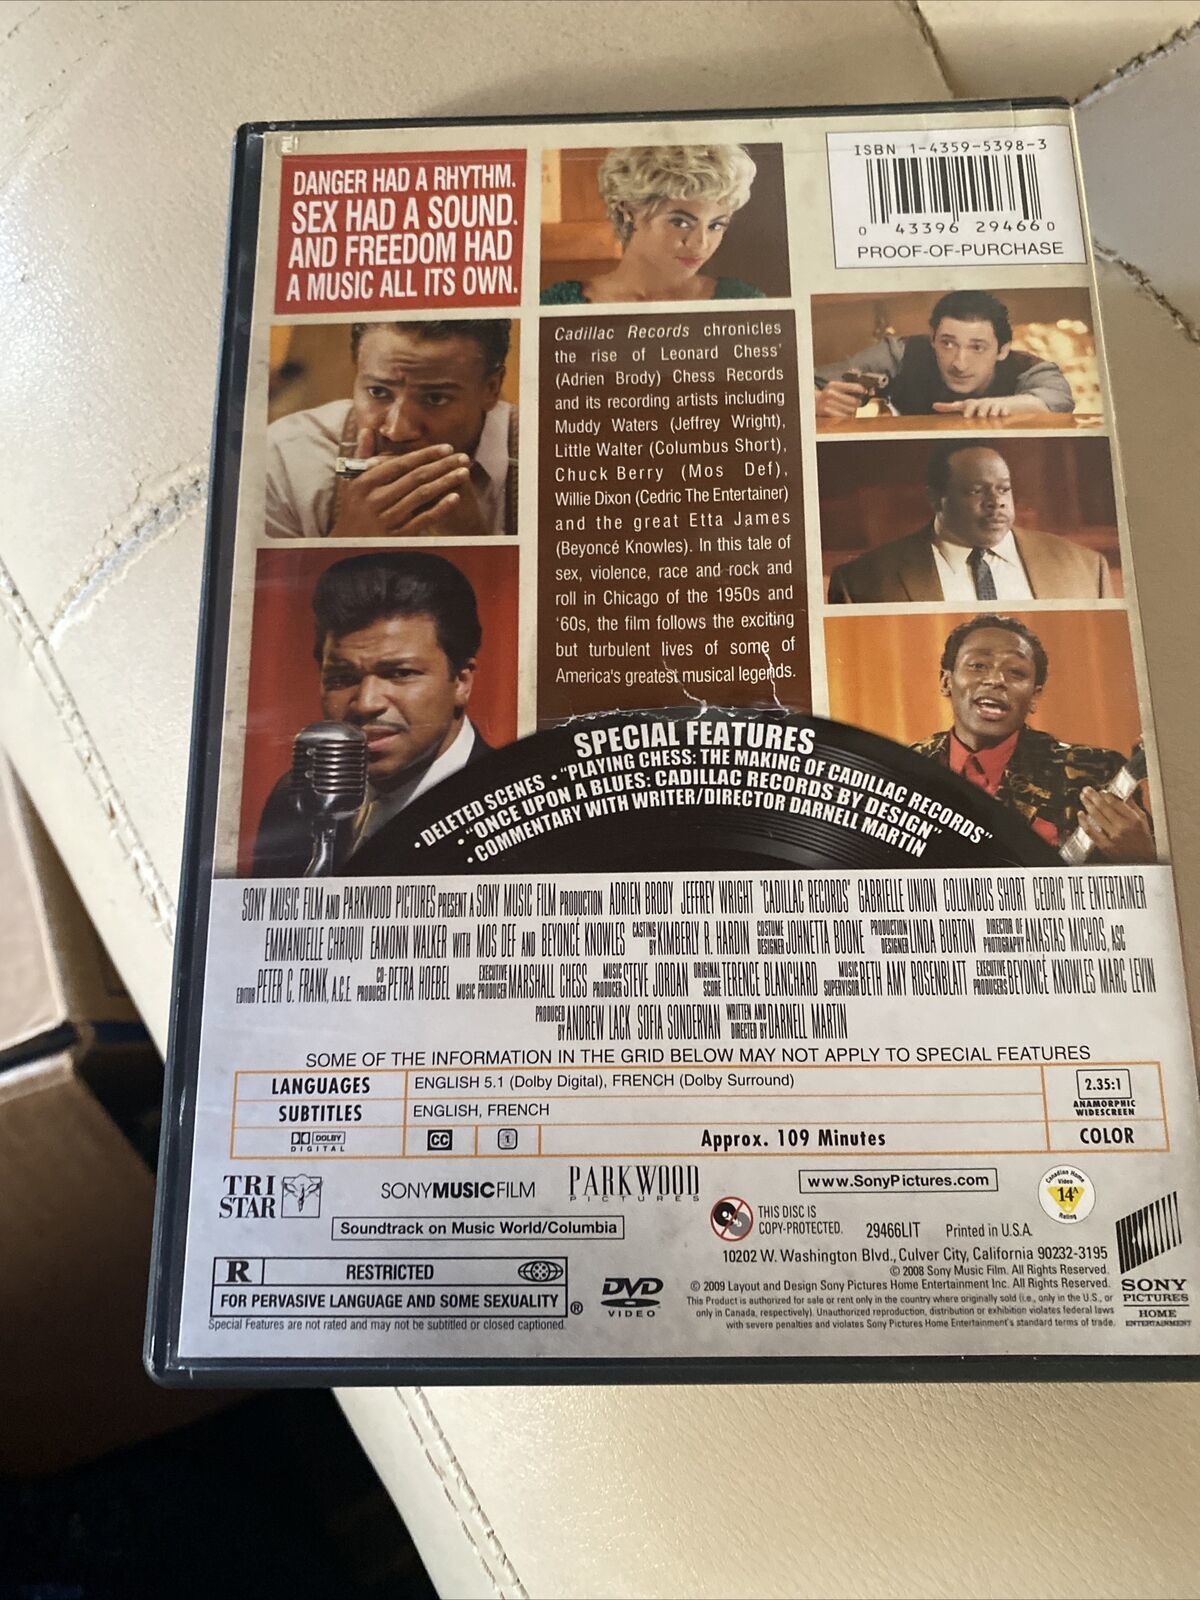 DANGER HAD A RHYTHM.
SEX HAD A SOUND.
AND FREEDOM HAD
A MUSIC ALL ITS OWN.
ISBN 1-4359-5398-3
0 43396 29466 0
PROOF-OF-PURCHASE
Cadillac Records chronicles
the rise of Leonard Chess'
(Adrien Brody) Chess Records
and its recording artists including
Muddy Waters (Jeffrey Wright),
Little Walter (Columbus Short),
Chuck Berry (Mos Def),
Willie Dixon (Cedric The Entertainer)
and the great Etta James
(Beyoncé Knowles). In this tale of
sex, violence, race and rock and
roll in Chicago of the 1950s and
'60s, the film follows the exciting
but turbulent lives of some of
America's greatest musical legends.
SPECIAL FEATURES
• DELETED SCENES • "PLAYING CHESS: THE MAKING OF CADILLAC RECORDS"
• "ONCE UPON A BLUES: CADILLAC RECORDS BY DESIGN"
• COMMENTARY WITH WRITER/DIRECTOR DARNELL MARTIN
SONY MUSIC FILM AND PARKWOOD PICTURES PRESENT A SONY MUSIC FILM PRODUCTION ADRIEN BRODY JEFFREY WRIGHT "CADILLAC RECORDS" GABRIELLE UNION COLUMBUS SHORT CEDRIC THE ENTERTAINER
EMMANUELLE CHRIQUI EAMONN WALKER WITH MOS DEF AND BEYONCÉ KNOWLES CASTING BY KIMBERLY R. HARDIN COSTUME DESIGNER JOHNETTA BOONE PRODUCTION DESIGNER LINDA BURTON DIRECTOR OF PHOTOGRAPHY ANASTAS MICHOS, ASC
EDITOR PETER C. FRANK, A.C.E. CO-PRODUCER PETRA HOEBEL EXECUTIVE MUSIC PRODUCER MARSHALL CHESS MUSIC PRODUCER STEVE JORDAN ORIGINAL SCORE TERENCE BLANCHARD MUSIC SUPERVISOR BETH AMY ROSENBLATT EXECUTIVE PRODUCERS BEYONCÉ KNOWLES MARC LEVIN
PRODUCED BY ANDREW LACK SOFIA SONDERVAN WRITTEN AND DIRECTED BY DARNELL MARTIN
SOME OF THE INFORMATION IN THE GRID BELOW MAY NOT APPLY TO SPECIAL FEATURES
LANGUAGES ENGLISH 5.1 (Dolby Digital), FRENCH (Dolby Surround)
2.35:1
ANAMORPHIC
WIDESCREEN
SUBTITLES ENGLISH, FRENCH
DOLBY
DIGITAL
CC
1
Approx. 109 Minutes
COLOR
TRI
STAR
SONYMUSICFILM
PARKWOOD
PICTURES
www.SonyPictures.com
Canadian Home
Video
14A
Rating
Soundtrack on Music World/Columbia
THIS DISC IS
COPY-PROTECTED.
29466LIT
Printed in U.S.A.
R RESTRICTED
FOR PERVASIVE LANGUAGE AND SOME SEXUALITY ®
Special Features are not rated and may not be subtitled or closed captioned.
DVD
VIDEO
10202 W. Washington Blvd., Culver City, California 90232-3195
© 2008 Sony Music Film. All Rights Reserved.
© 2009 Layout and Design Sony Pictures Home Entertainment Inc. All Rights Reserved.
This Product is authorized for sale or rent only in the country where originally sold (i.e., only in the U.S., or
only in Canada, respectively). Unauthorized reproduction, distribution or exhibition violates federal laws
with severe penalties and violates Sony Pictures Home Entertainment's standard terms of trade.
SONY
PICTURES
HOME
ENTERTAINMENT